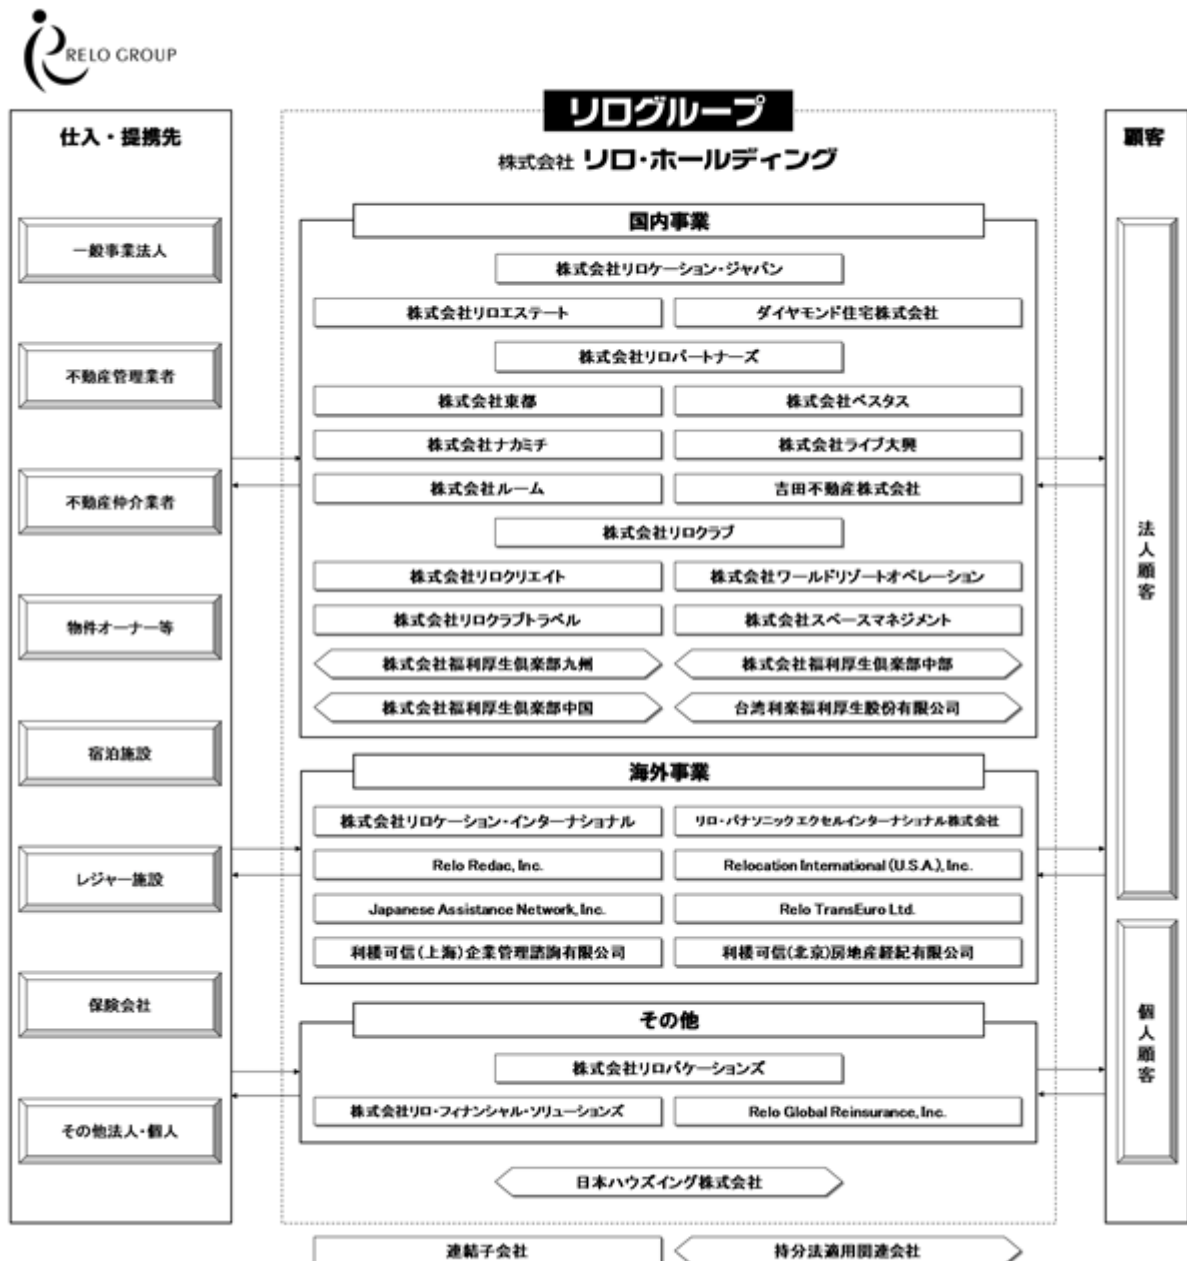 RELO GROUP
仕入・提携先
一般事業法人
不動産管理業者
不動産仲介業者
物件オーナー等
宿泊施設
レジャー施設
保険会社
その他法人・個人
リログループ
株式会社 リロ・ホールディング
国内事業
株式会社リロケーション・ジャパン
株式会社リロエステート
ダイヤモンド住宅株式会社
株式会社リロパートナーズ
株式会社東都
株式会社ベスタス
株式会社ナカミチ
株式会社ライブ大興
株式会社ルーム
吉田不動産株式会社
株式会社リロクラブ
株式会社リロクリエイト
株式会社ワールドリゾートオペレーション
株式会社リロクラブトラベル
株式会社スペースマネジメント
株式会社福利厚生倶楽部九州
株式会社福利厚生倶楽部中部
株式会社福利厚生倶楽部中国
台湾利楽福利厚生股份有限公司
海外事業
株式会社リロケーション・インターナショナル
リロ・パナソニック エクセルインターナショナル株式会社
Relo Redac, Inc.
Relocation International (U.S.A.), Inc.
Japanese Assistance Network, Inc.
Relo TransEuro Ltd.
利楼可信(上海)企業管理諮詢有限公司
利楼可信(北京)房地産経紀有限公司
その他
株式会社リロバケーションズ
株式会社リロ・フィナンシャル・ソリューションズ
Relo Global Reinsurance, Inc.
日本ハウズイング株式会社
連結子会社
持分法適用関連会社
顧客
法人顧客
個人顧客